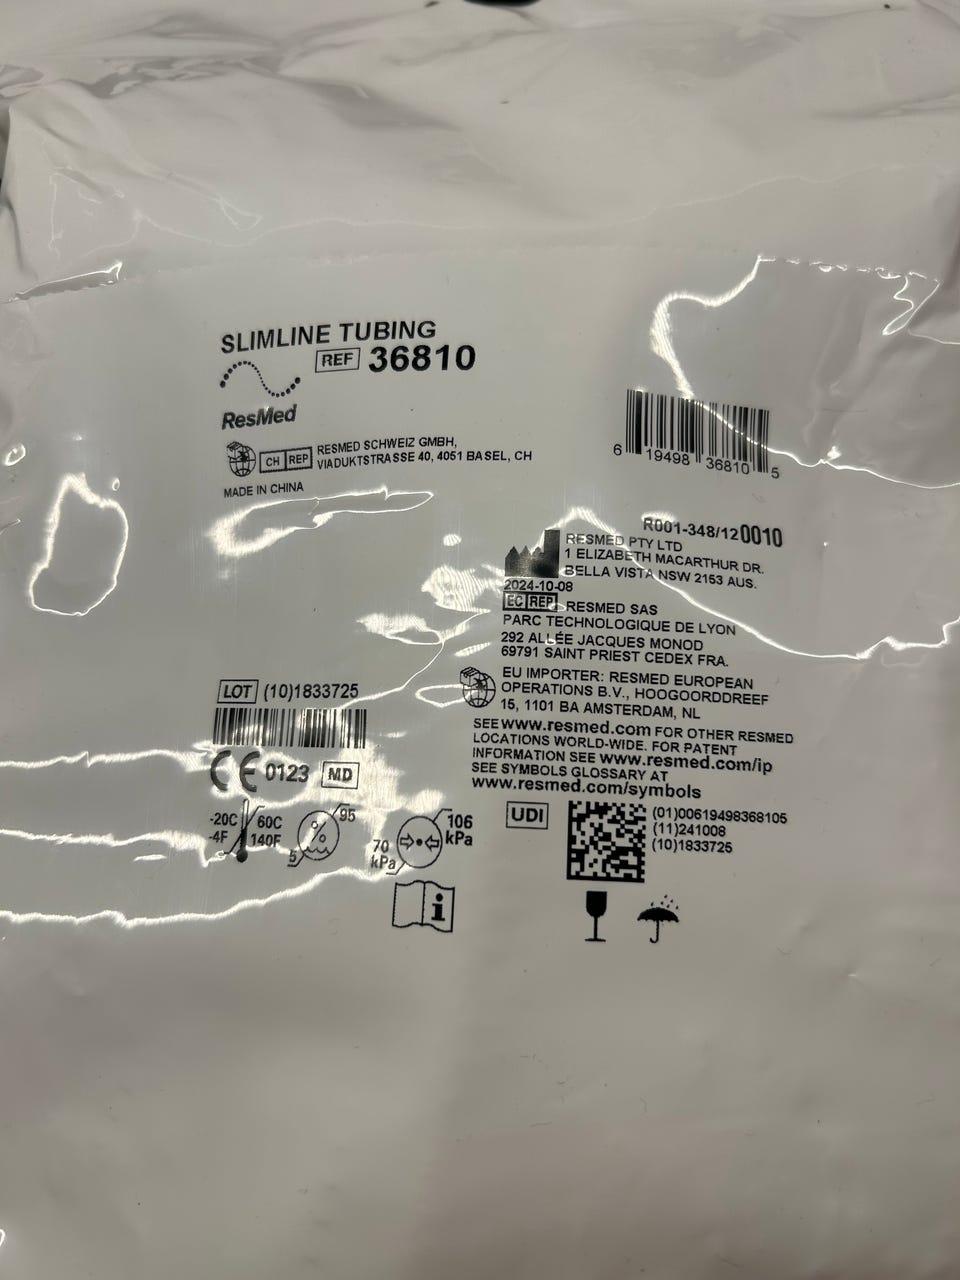 SLIMLINE TUBING
REF 36810
ResMed
CH REP RESMED SCHWEIZ GMBH,
VIADUKTSTRASSE 40, 4051 BASEL, CH
MADE IN CHINA
6 19498 36810 5
R001-348/12 0010
RESMED PTY LTD
1 ELIZABETH MACARTHUR DR.
BELLA VISTA NSW 2153 AUS.
2024-10-08
EC REP RESMED SAS
PARC TECHNOLOGIQUE DE LYON
292 ALLÉE JACQUES MONOD
69791 SAINT PRIEST CEDEX FRA.
EU IMPORTER: RESMED EUROPEAN
OPERATIONS B.V., HOOGOORDDREEF
15, 1101 BA AMSTERDAM, NL
SEE www.resmed.com FOR OTHER RESMED
LOCATIONS WORLD-WIDE. FOR PATENT
INFORMATION SEE www.resmed.com/ip
SEE SYMBOLS GLOSSARY AT
www.resmed.com/symbols
LOT (10)1833725
CE 0123 MD
-20C 60C
-4F 140F
95
5
106
kPa
70
kPa
UDI
(01)00619498368105
(11)241008
(10)1833725
i